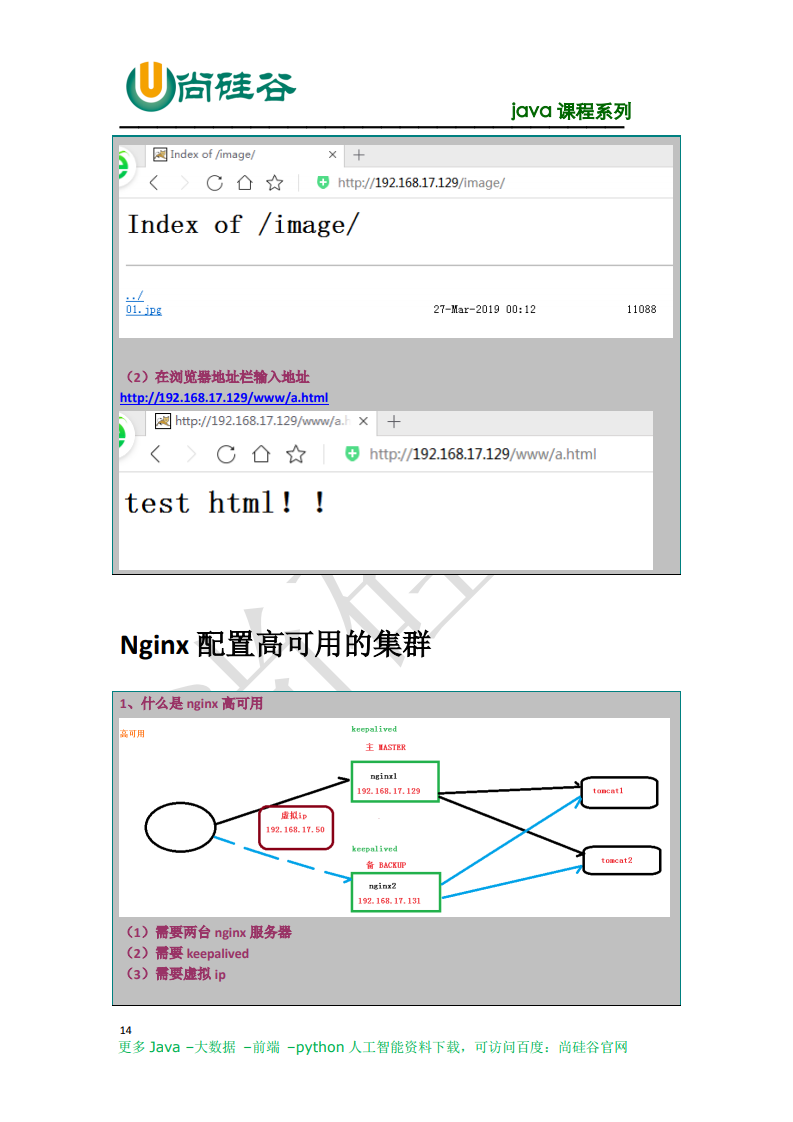 尚硅谷
java 课程系列
Index of /image/
http://192.168.17.129/image/
Index of /image/
../
01.jpg 27-Mar-2019 00:12 11088
（2）在浏览器地址栏输入地址
http://192.168.17.129/www/a.html
http://192.168.17.129/www/a.h
http://192.168.17.129/www/a.html
test html！！
Nginx 配置高可用的集群
1、什么是 nginx 高可用
高可用
keepalived
主 MASTER
nginx1
192.168.17.129
tomcat1
虚拟ip
192.168.17.50
keepalived
备 BACKUP
nginx2
192.168.17.131
tomcat2
（1）需要两台 nginx 服务器
（2）需要 keepalived
（3）需要虚拟 ip
14
更多 Java –大数据 –前端 –python 人工智能资料下载，可访问百度：尚硅谷官网